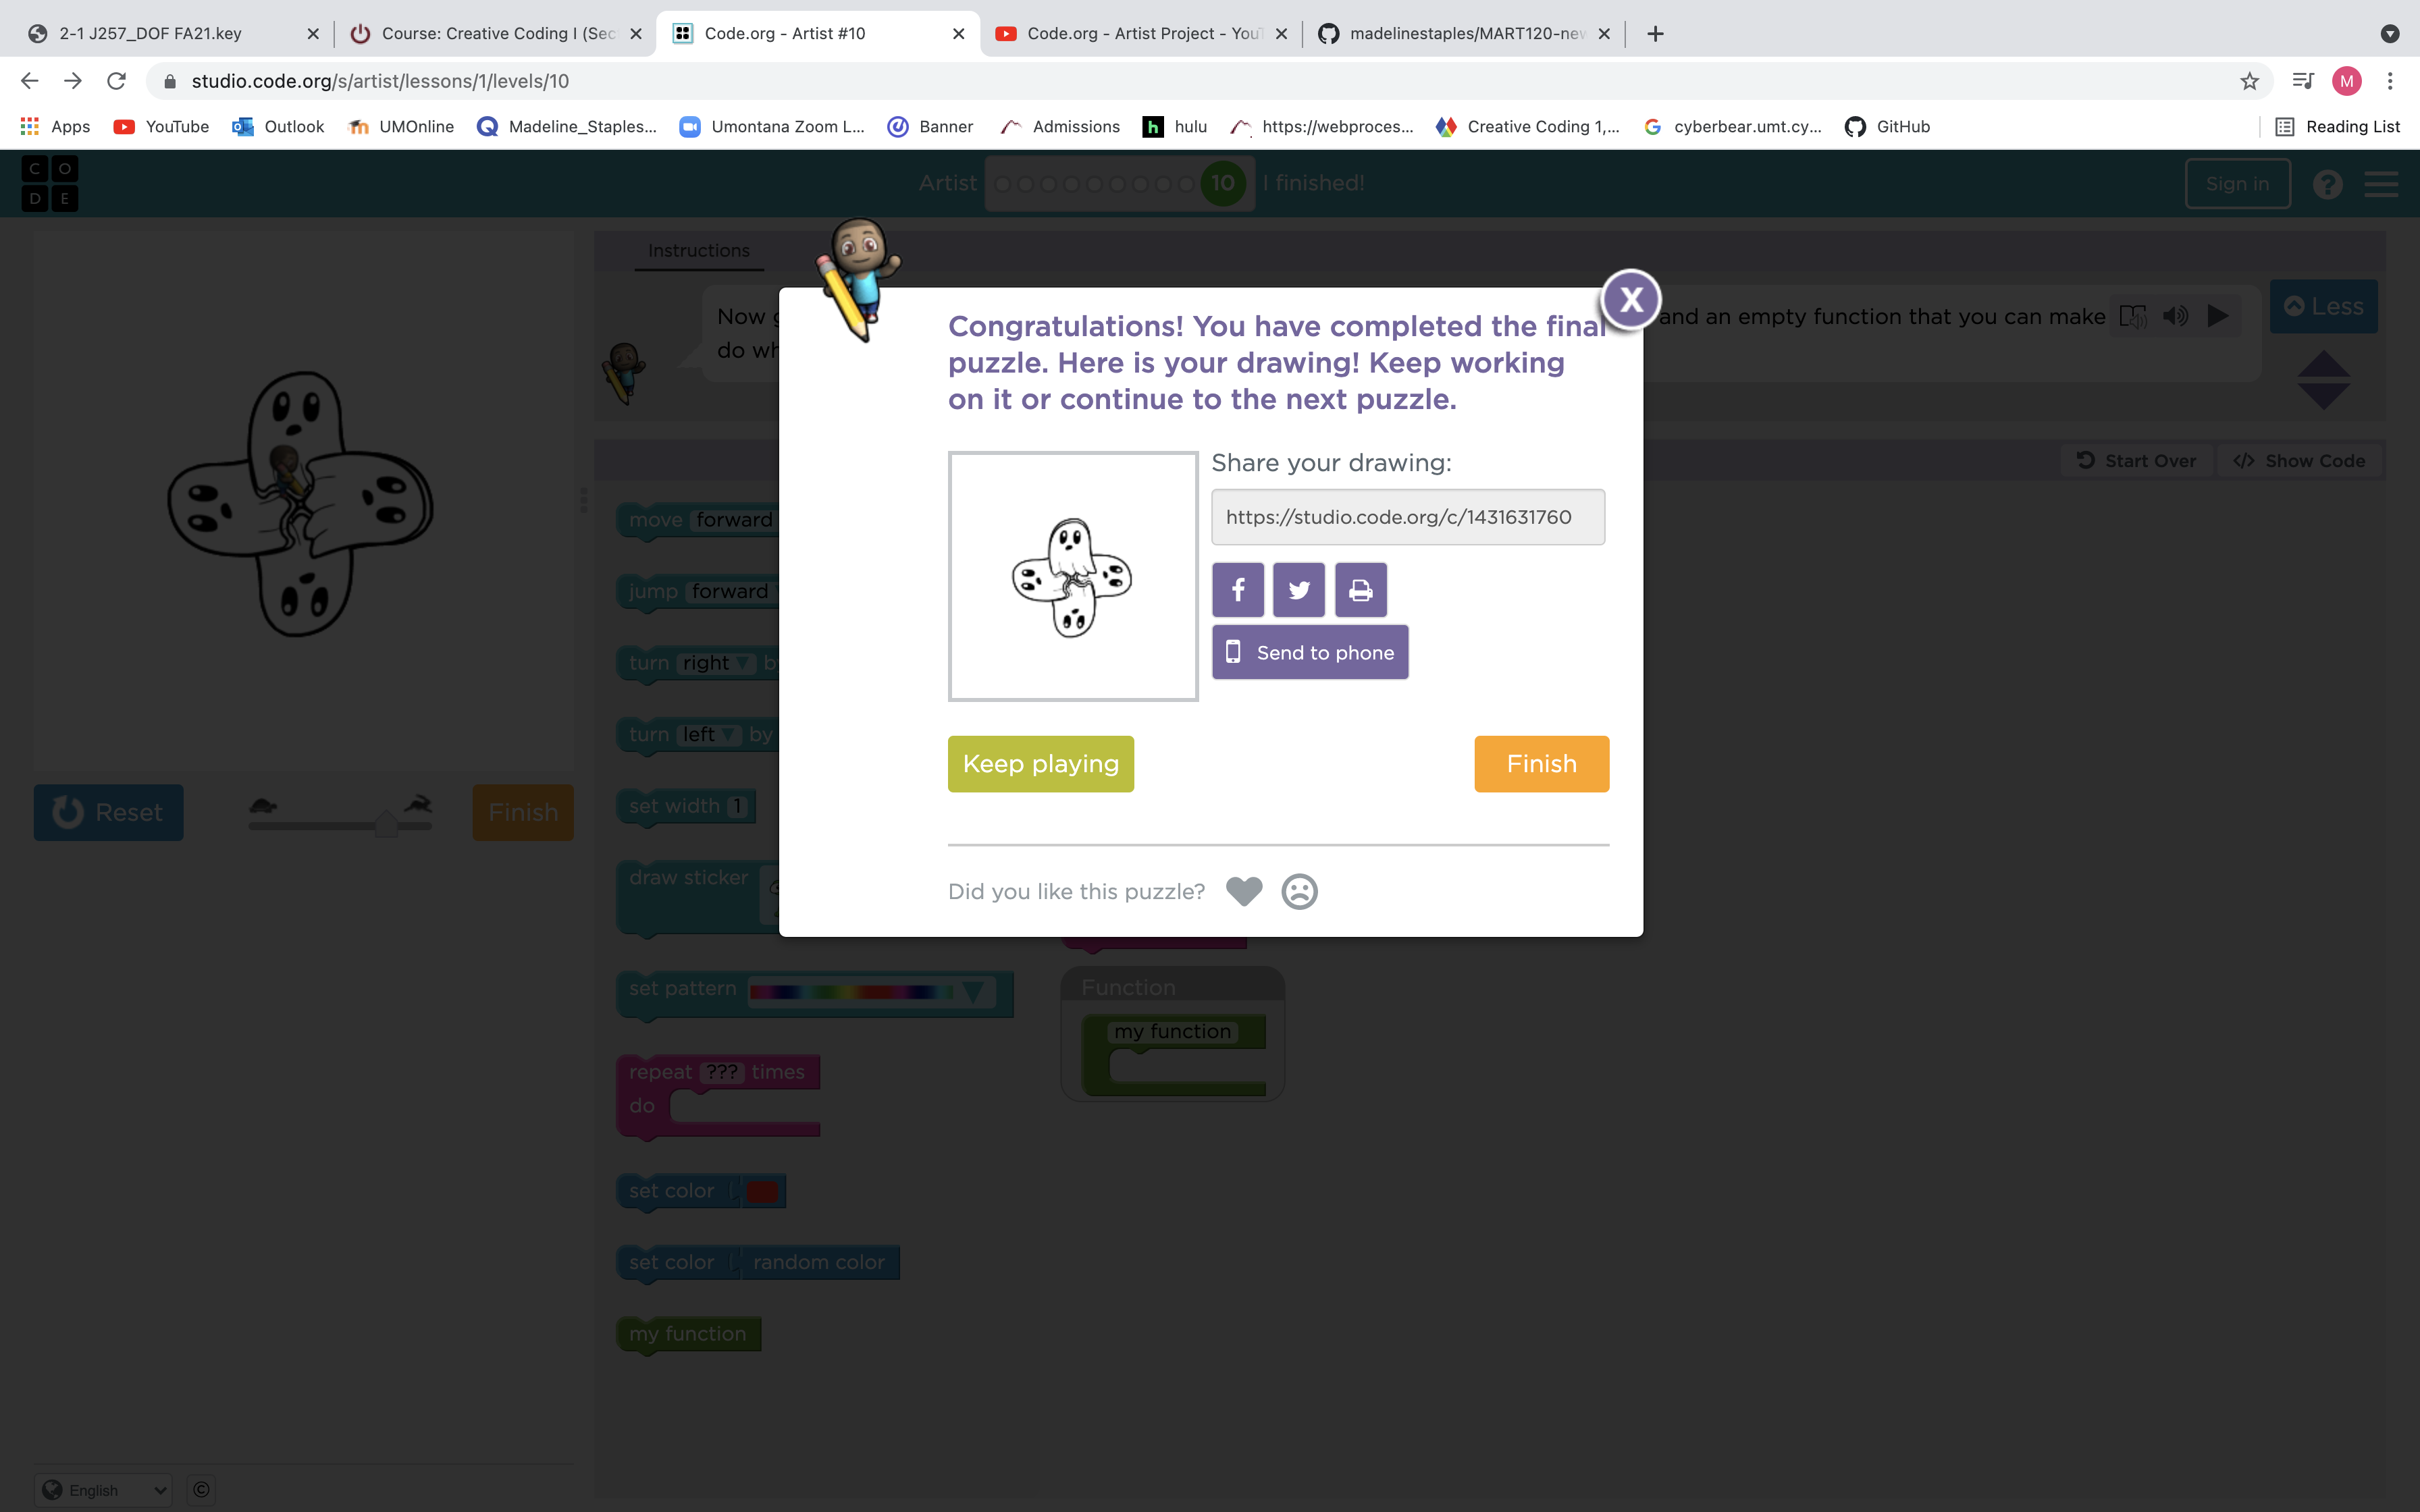 2-1 J257_DOF FA21.key
Course: Creative Coding I (Sec
Code.org - Artist #10
Code.org - Artist Project - You
madelinestaples/MART120-new
studio.code.org/s/artist/lessons/1/levels/10
M
Apps
YouTube
Outlook
UMOnline
Madeline_Staples...
Umontana Zoom L...
Banner
Admissions
h hulu
https://webproces...
Creative Coding 1,...
cyberbear.umt.cy...
GitHub
Reading List
C O
D E
Artist
10
I finished!
Sign in
?
Instructions
Now
and an empty function that you can make
do
Less
X
Congratulations! You have completed the final
puzzle. Here is your drawing! Keep working
on it or continue to the next puzzle.
Share your drawing:
https://studio.code.org/c/1431631760
Send to phone
Keep playing
Finish
Did you like this puzzle?
Start Over
Show Code
Reset
Finish
move forward
jump forward
turn right
turn left by
set width 1
draw sticker
set pattern
repeat ??? times
do
set color
set color random color
my function
Function
my function
English
©